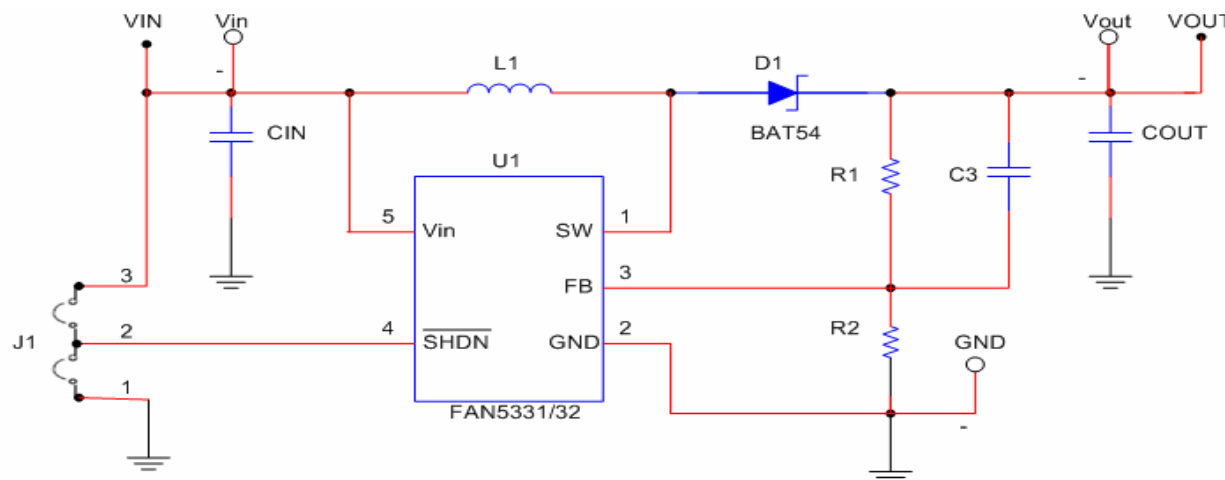 VIN
Vin
Vout
VOUT
-
L1
D1
-
CIN
BAT54
COUT
U1
R1
C3
5
Vin
SW
1
3
FB
3
J1
2
4
SHDN
GND
2
R2
GND
1
FAN5331/32
-